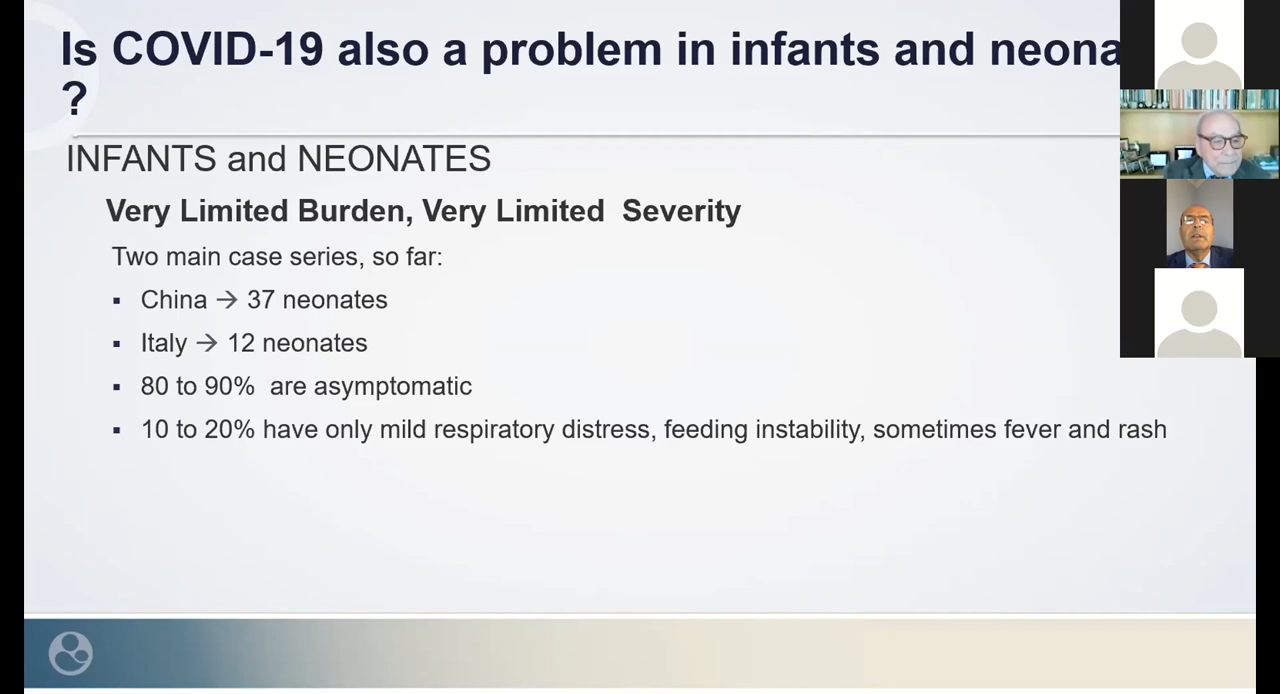 Is COVID-19 also a problem in infants and neona
?
INFANTS and NEONATES
Very Limited Burden, Very Limited  Severity
Two main case series, so far:
▪ China → 37 neonates
▪ Italy → 12 neonates
▪ 80 to 90%  are asymptomatic
▪ 10 to 20% have only mild respiratory distress, feeding instability, sometimes fever and rash